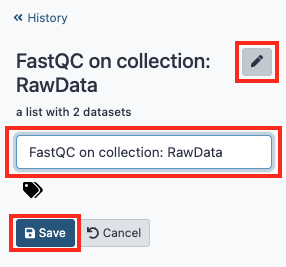 « History
FastQC on collection:
RawData
a list with 2 datasets
FastQC on collection: RawData
Save
Cancel